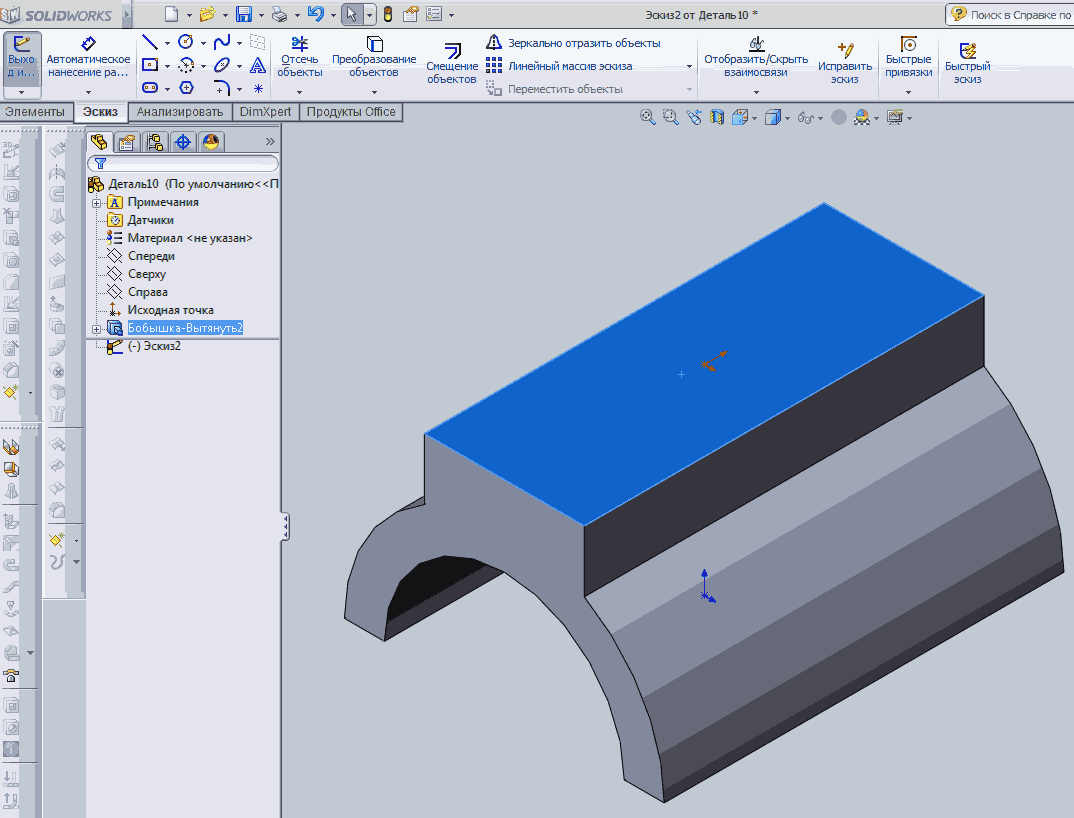 SOLIDWORKS
Эскиз2 от Деталь10 *
Поиск в Справке по
Выхо
д и...
Автоматическое
нанесение ра...
Отсечь
объекты
Преобразование
объектов
Смещение
объектов
Зеркально отразить объекты
Линейный массив эскиза
Переместить объекты
Отобразить/Скрыть
взаимосвязи
Исправить
эскиз
Быстрые
привязки
Быстрый
эскиз
Элементы
Эскиз
Анализировать
DimXpert
Продукты Office
Деталь10 (По умолчанию<<П
Примечания
Датчики
Материал <не указан>
Спереди
Сверху
Справа
Исходная точка
Бобышка-Вытянуть2
(-) Эскиз2